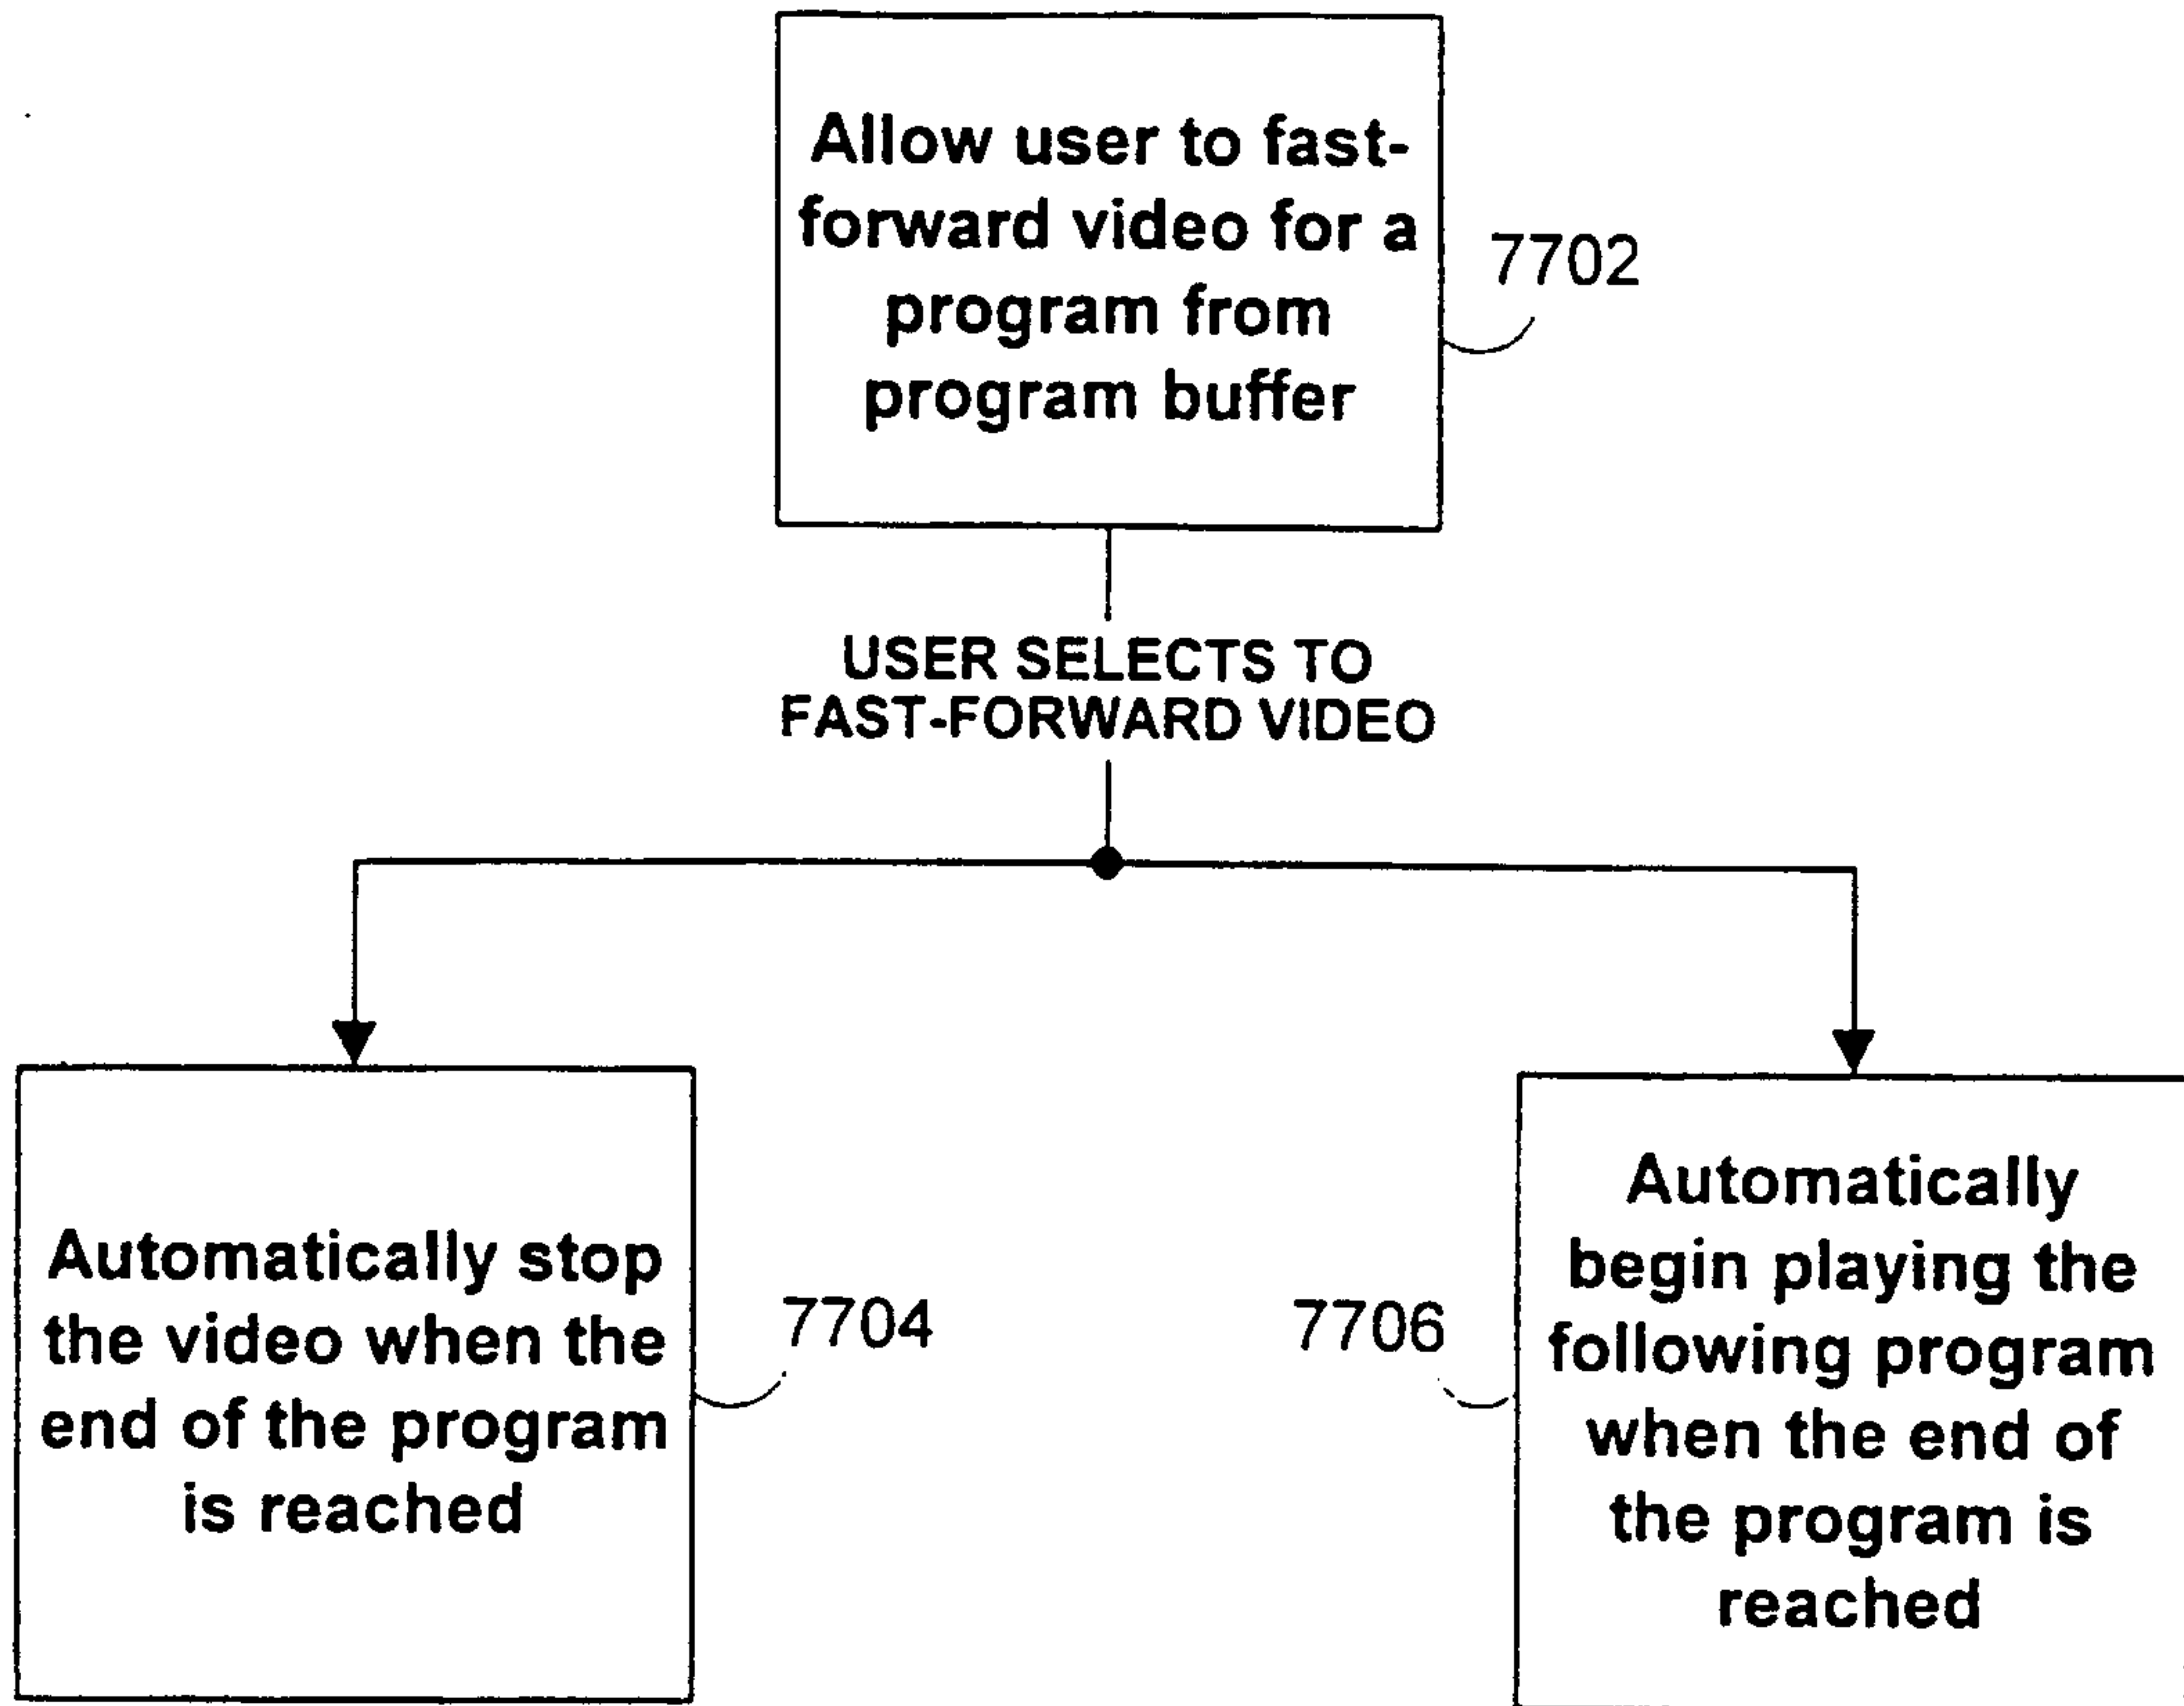 Allow user to fast-
forward video for a
program from
program buffer
7702
USER SELECTS TO
FAST-FORWARD VIDEO
Automatically stop
the video when the
end of the program
is reached
7704
7706
Automatically
begin playing the
following program
when the end of
the program is
reached